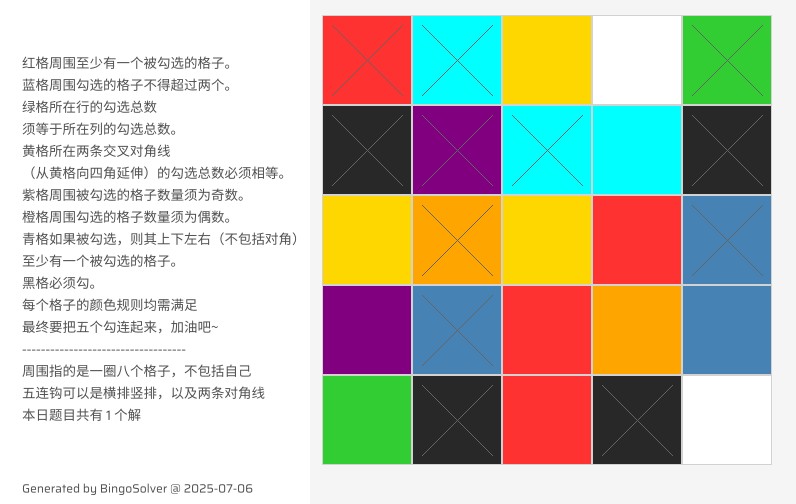 红格周围至少有一个被勾选的格子。
蓝格周围勾选的格子不得超过两个。
绿格所在行的勾选总数
须等于所在列的勾选总数。
黄格所在两条交叉对角线
（从黄格向四角延伸）的勾选总数必须相等。
紫格周围被勾选的格子数量须为奇数。
橙格周围勾选的格子数量须为偶数。
青格如果被勾选，则其上下左右（不包括对角）
至少有一个被勾选的格子。
黑格必须勾。
每个格子的颜色规则均需满足
最终要把五个勾连起来，加油吧~
-----------------------------------
周围指的是一圈八个格子，不包括自己
五连钩可以是横排竖排，以及两条对角线
本日题目共有1个解
Generated by BingoSolver @ 2025-07-06